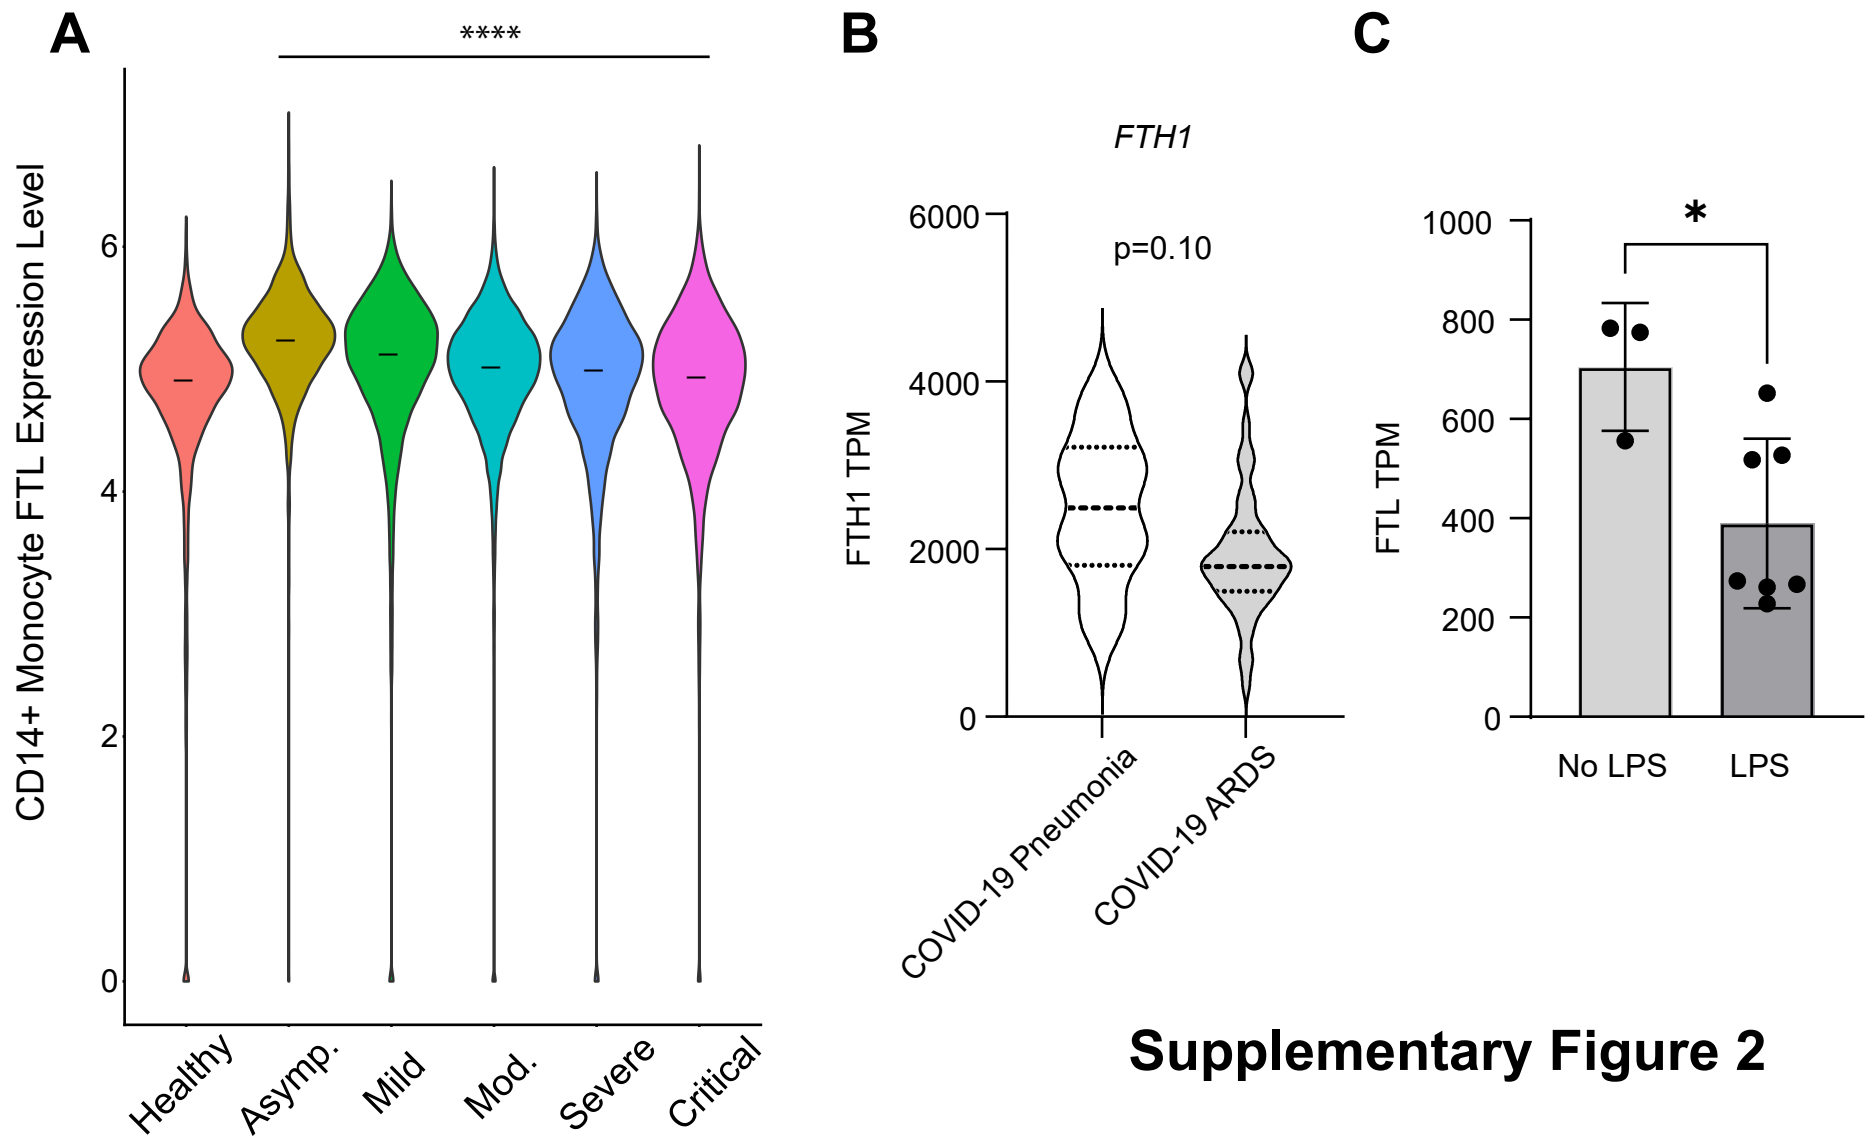 A
****
CD14+ Monocyte FTL Expression Level
6
4
2
0
Healthy
Asymp.
Mild
Mod.
Severe
Critical
B
FTH1
p=0.10
FTH1 TPM
6000
4000
2000
0
COVID-19 Pneumonia
COVID-19 ARDS
C
*
FTL TPM
1000
800
600
400
200
0
No LPS
LPS
Supplementary Figure 2